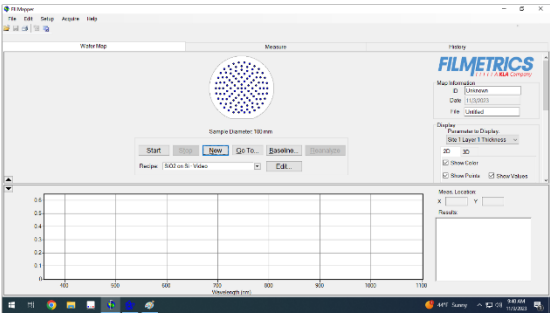 FILMapper
File Edit Setup Acquire Help
Wafer Map
Measure
History
FILMETRICS
A KLA Company
Map Information
ID Unknown
Date 11/3/2023
File Untitled
Sample Diameter: 100 mm
Display
Parameter to Display:
Site 1 Layer 1 Thickness
2D 3D
Show Color
Show Points Show Values
Start Stop New Go To... Baseline... Reanalyze
Recipe: SiO2 on Si - Video Edit...
Meas. Location:
X Y
Results:
0.6
0.5
0.4
0.3
0.2
0.1
0
400 500 600 700 800 900 1000 1100
Wavelength (nm)
44°F Sunny
9:40 AM
11/3/2023